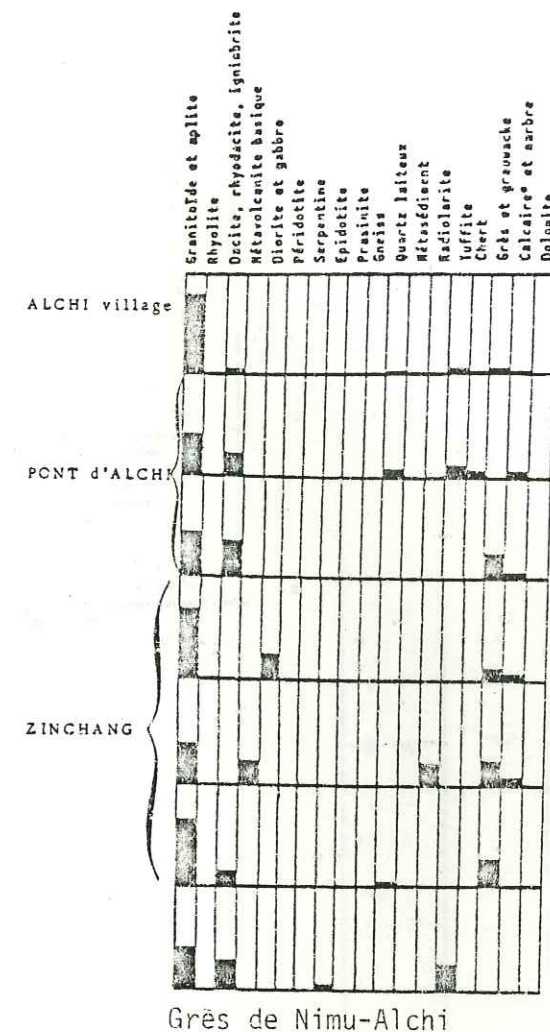 Granitoïde et aplite
Rhyolite
Dacite, rhyodacite, ignimbrite
Métavolcanite basique
Diorite et gabbro
Péridotite
Serpentine
Epidotite
Prasinite
Gneiss
Quartz laiteux
Métasédiment
Radiolarite
Tuffite
Chert
Grès et grauwacke
Calcaire* et marbre
Dolomite
ALCHI village
PONT d'ALCHI
ZINCHANG
Grès de Nimu-Alchi